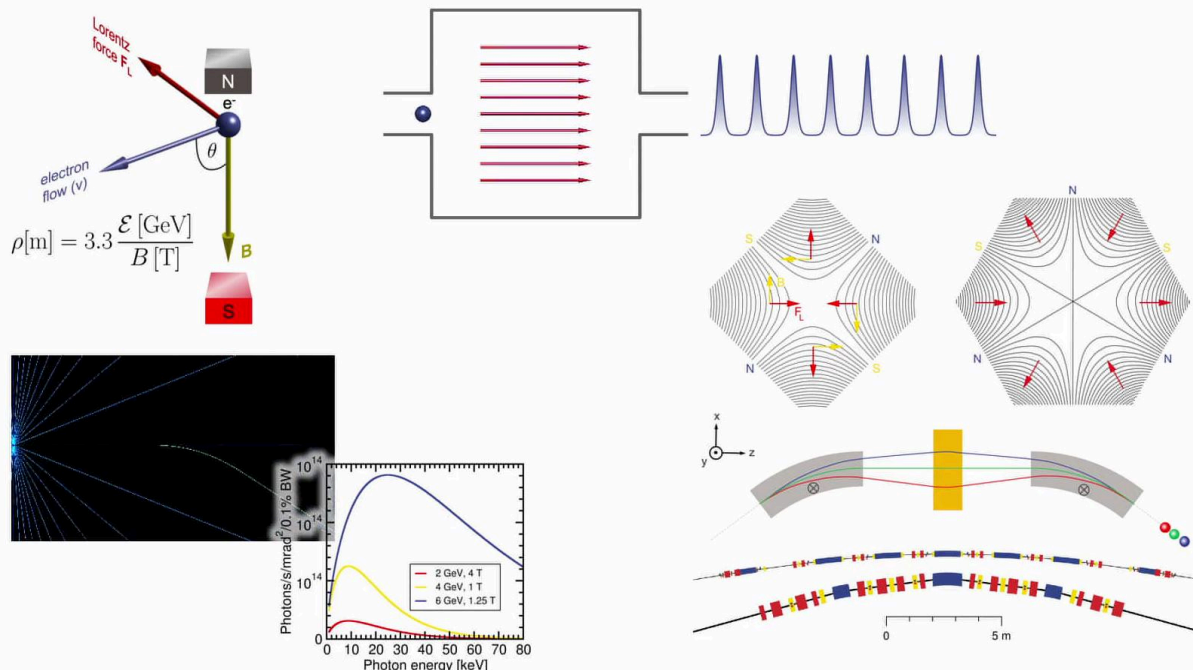 Lorentz
force F_L
N
e-
θ
electron
flow (v)
ρ[m] = 3.3 ℰ [GeV] / B [T]
B
S
S
N
B
F_L
N
S
N
S
S
N
N
S
x
y
z
10^14
10^14
10^14
0
Photons/s/mrad^2/0.1% BW
2 GeV, 4 T
4 GeV, 1 T
6 GeV, 1.25 T
0 10 20 30 40 50 60 70 80
Photon energy [keV]
0
5 m